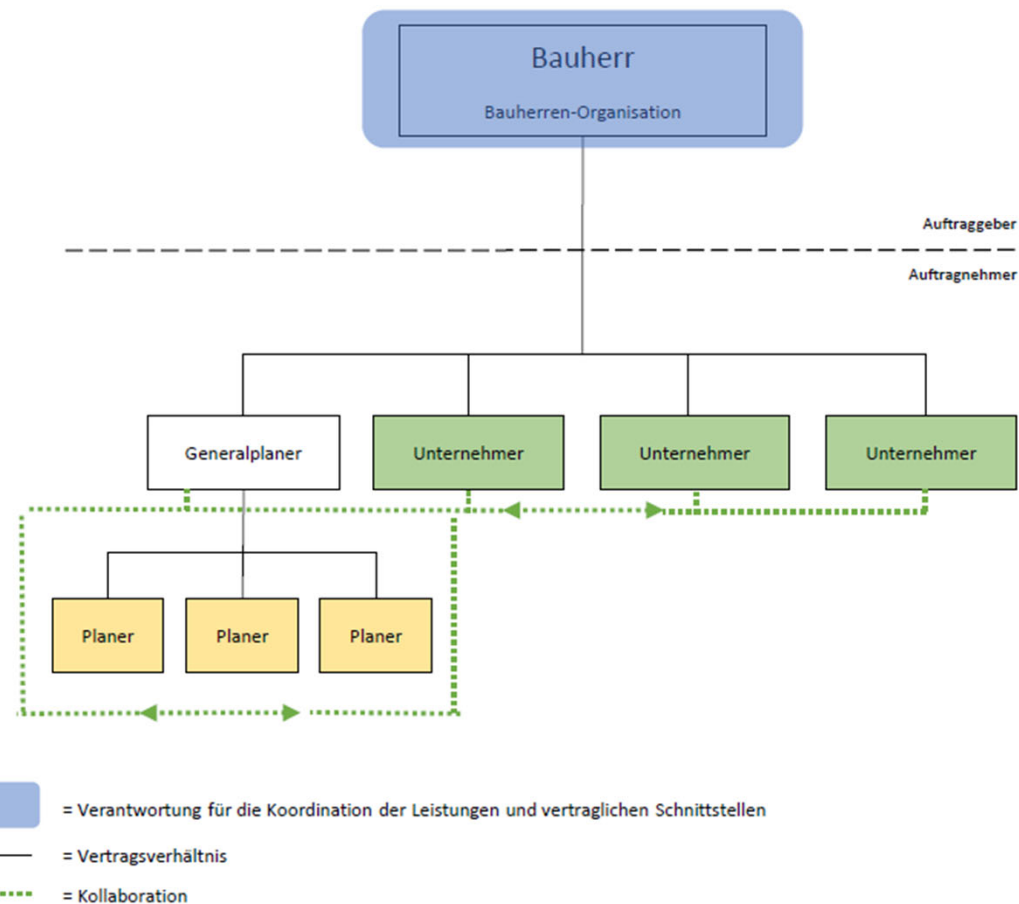 Bauherr
Bauherren-Organisation
Auftraggeber
Auftragnehmer
Generalplaner
Unternehmer
Unternehmer
Unternehmer
Planer
Planer
Planer
= Verantwortung für die Koordination der Leistungen und vertraglichen Schnittstellen
= Vertragsverhältnis
= Kollaboration